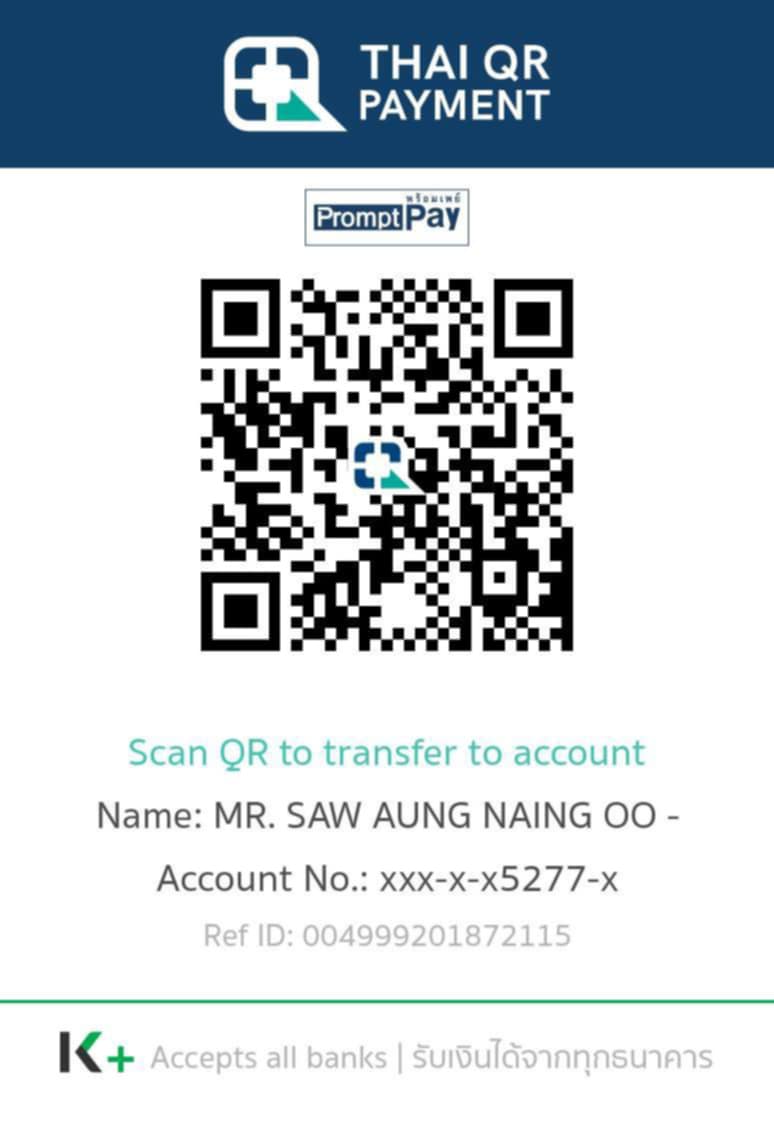 THAI QR
PAYMENT
พร้อมเพย์
PromptPay
Scan QR to transfer to account
Name: MR. SAW AUNG NAING OO -
Account No.: xxx-x-x5277-x
Ref ID: 004999201872115
K+ Accepts all banks | รับเงินได้จากทุกธนาคาร